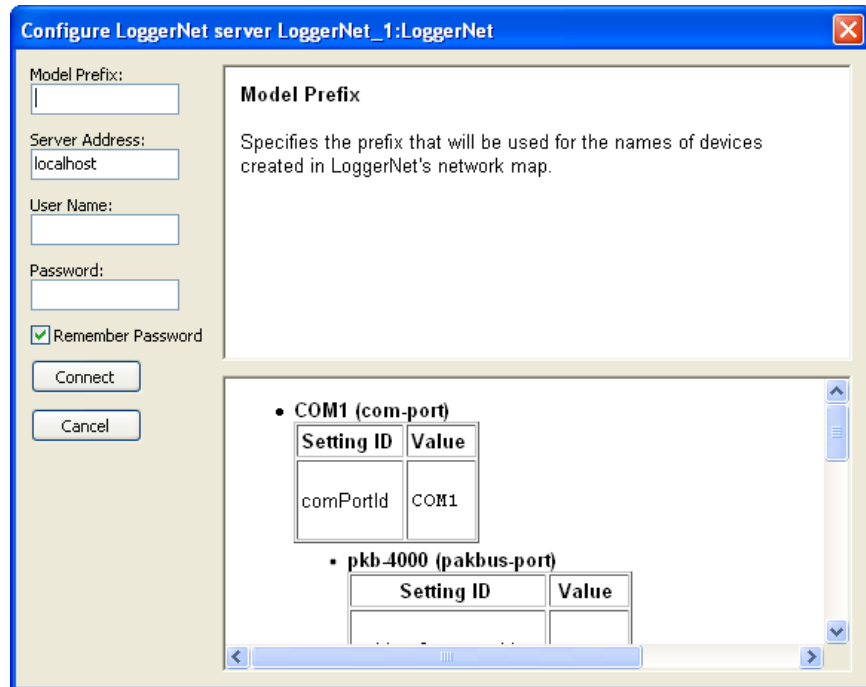 Configure LoggerNet server LoggerNet_1:LoggerNet
Model Prefix:
Server Address:
localhost
User Name:
Password:
Remember Password
Connect
Cancel
Model Prefix
Specifies the prefix that will be used for the names of devices
created in LoggerNet's network map.
COM1 (com-port)
Setting ID Value
comPortId COM1
pkb-4000 (pakbus-port)
Setting ID Value